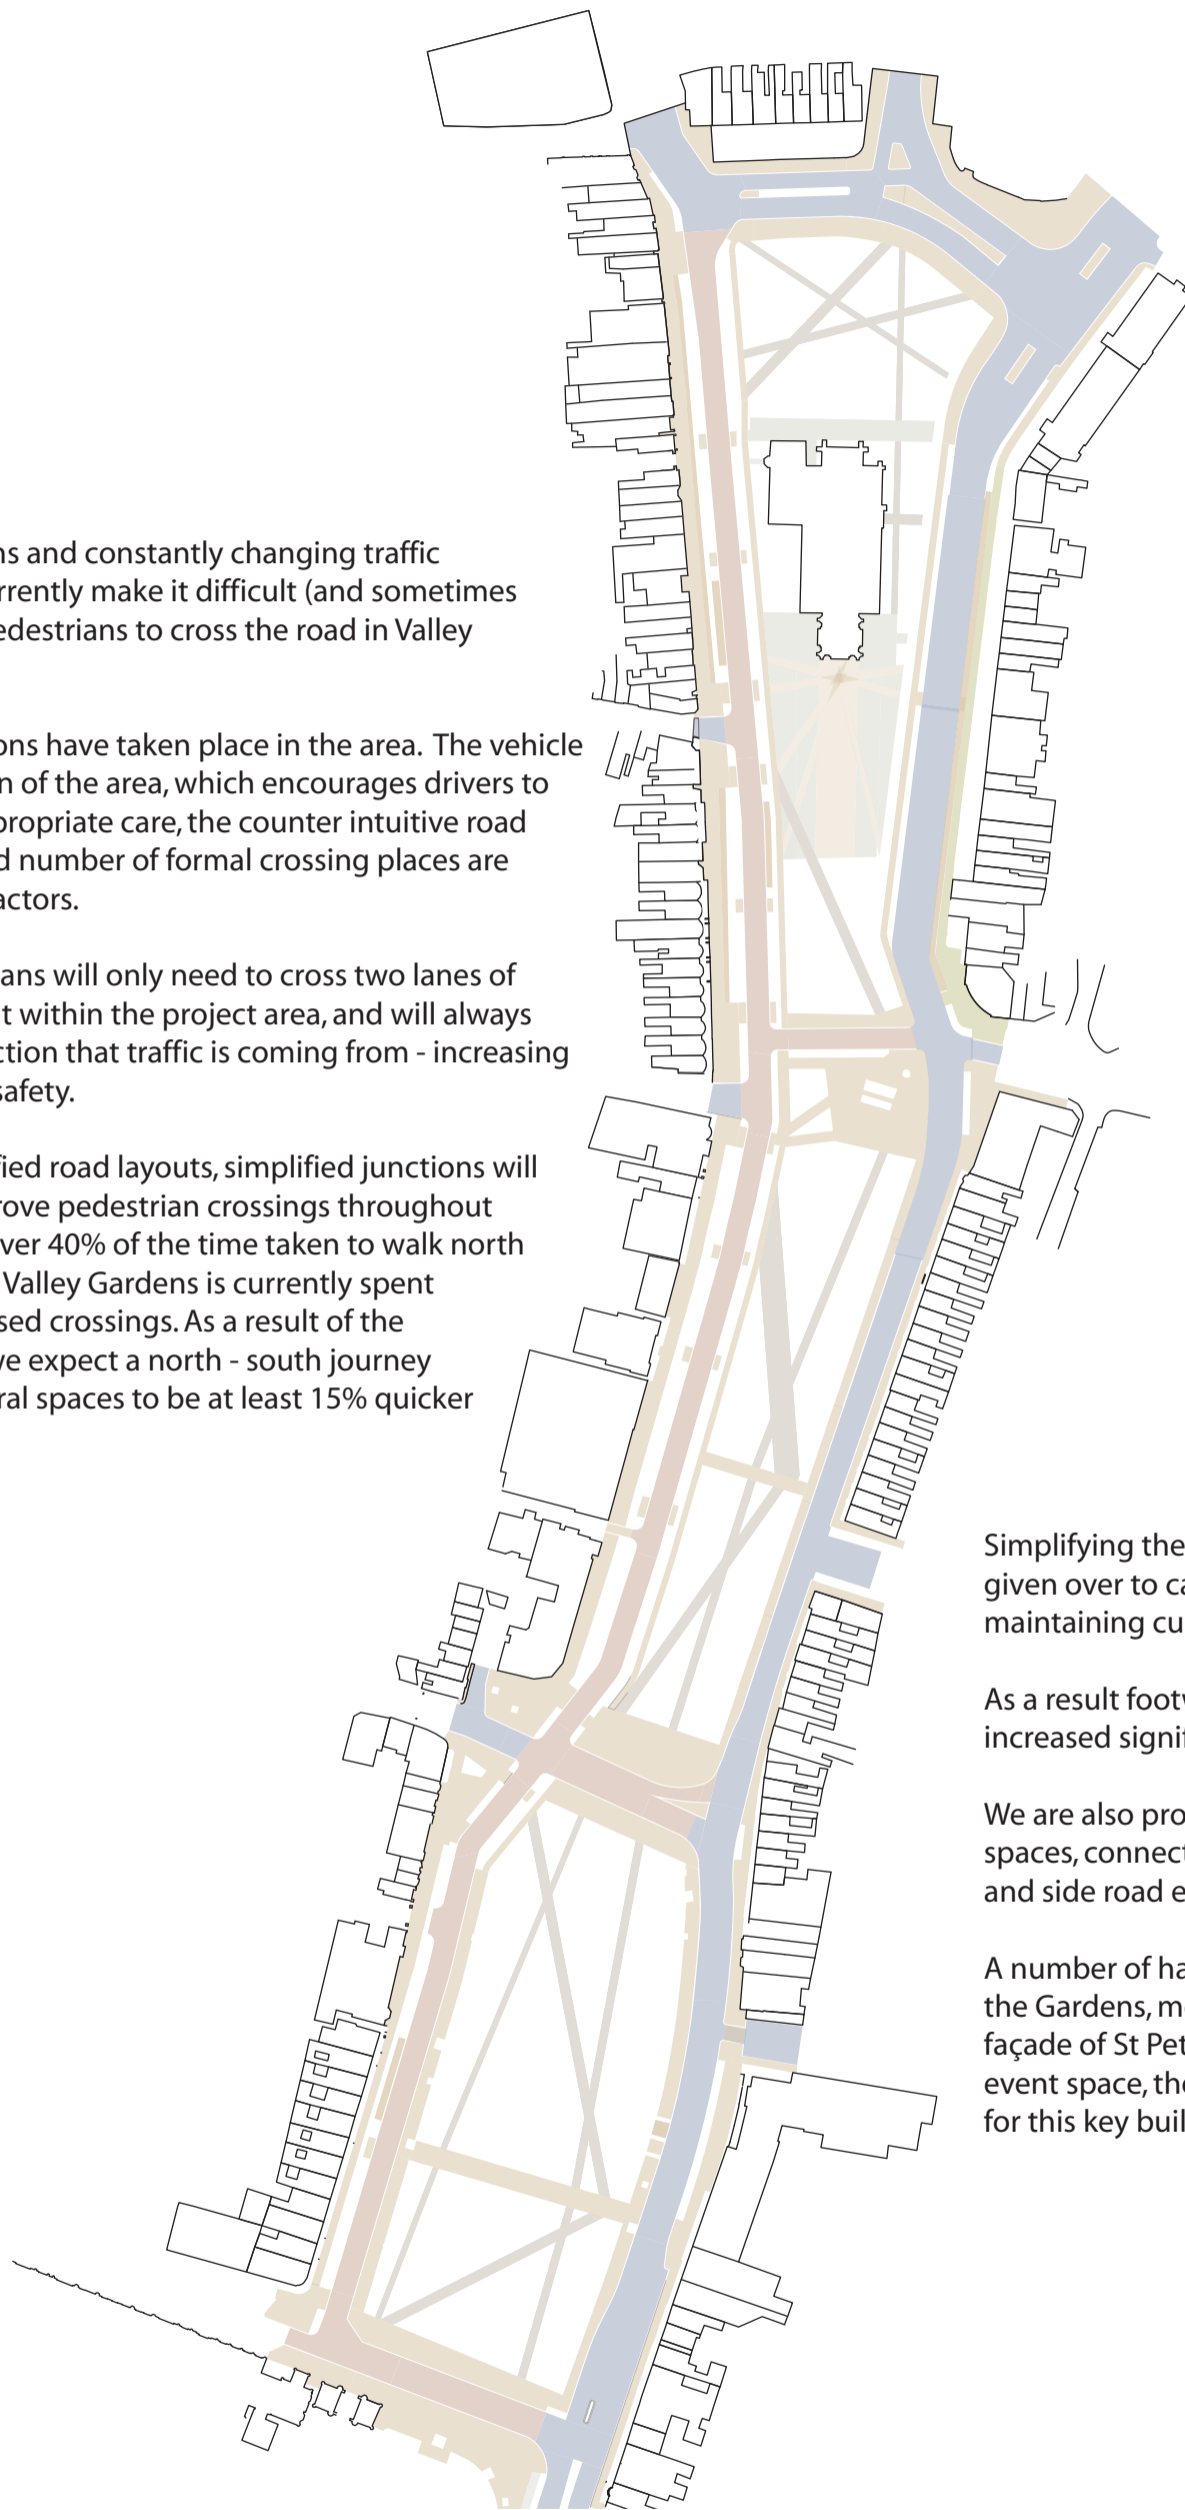 ns and constantly changing traffic
rrently make it difficult (and sometimes
edestrians to cross the road in Valley
ons have taken place in the area. The vehicle
n of the area, which encourages drivers to
propriate care, the counter intuitive road
d number of formal crossing places are
actors.
ans will only need to cross two lanes of
t within the project area, and will always
ction that traffic is coming from - increasing
safety.
fied road layouts, simplified junctions will
rove pedestrian crossings throughout
ver 40% of the time taken to walk north
Valley Gardens is currently spent
sed crossings. As a result of the
ve expect a north - south journey
ral spaces to be at least 15% quicker
Simplifying the
given over to ca
maintaining cu
As a result footw
increased signif
We are also pro
spaces, connect
and side road e
A number of ha
the Gardens, m
façade of St Pet
event space, the
for this key buil